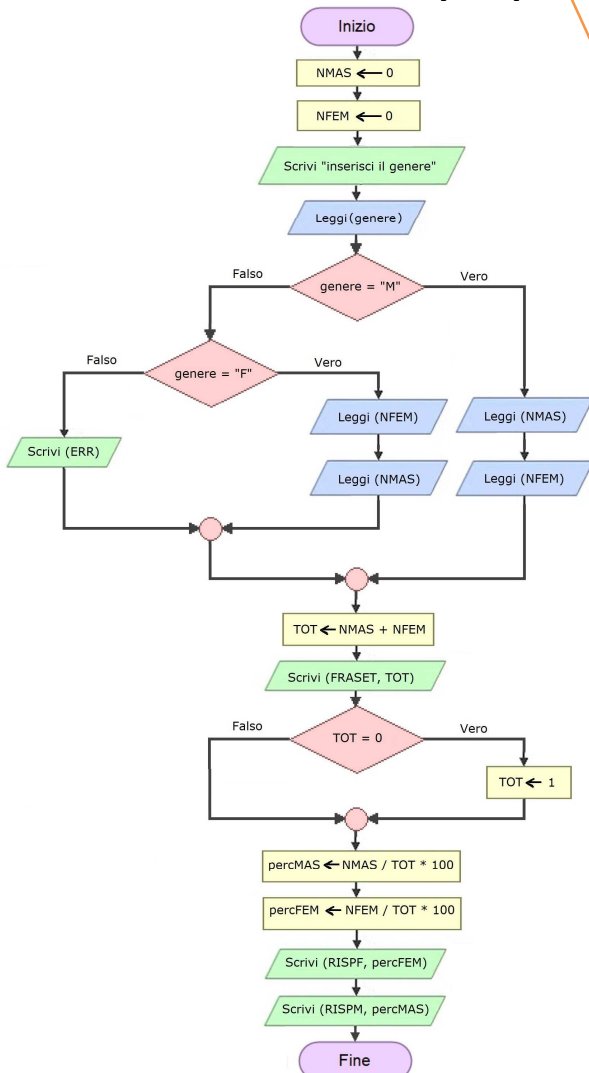 Inizio
NMAS ← 0
NFEM ← 0
Scrivi "inserisci il genere"
Leggi(genere)
Falso
genere = "M"
Vero
Falso
genere = "F"
Vero
Leggi (NFEM)
Leggi (NMAS)
Scrivi (ERR)
Leggi (NMAS)
Leggi (NFEM)
TOT ← NMAS + NFEM
Scrivi (FRASET, TOT)
Falso
TOT = 0
Vero
TOT ← 1
percMAS ← NMAS / TOT * 100
percFEM ← NFEM / TOT * 100
Scrivi (RISPF, percFEM)
Scrivi (RISPM, percMAS)
Fine